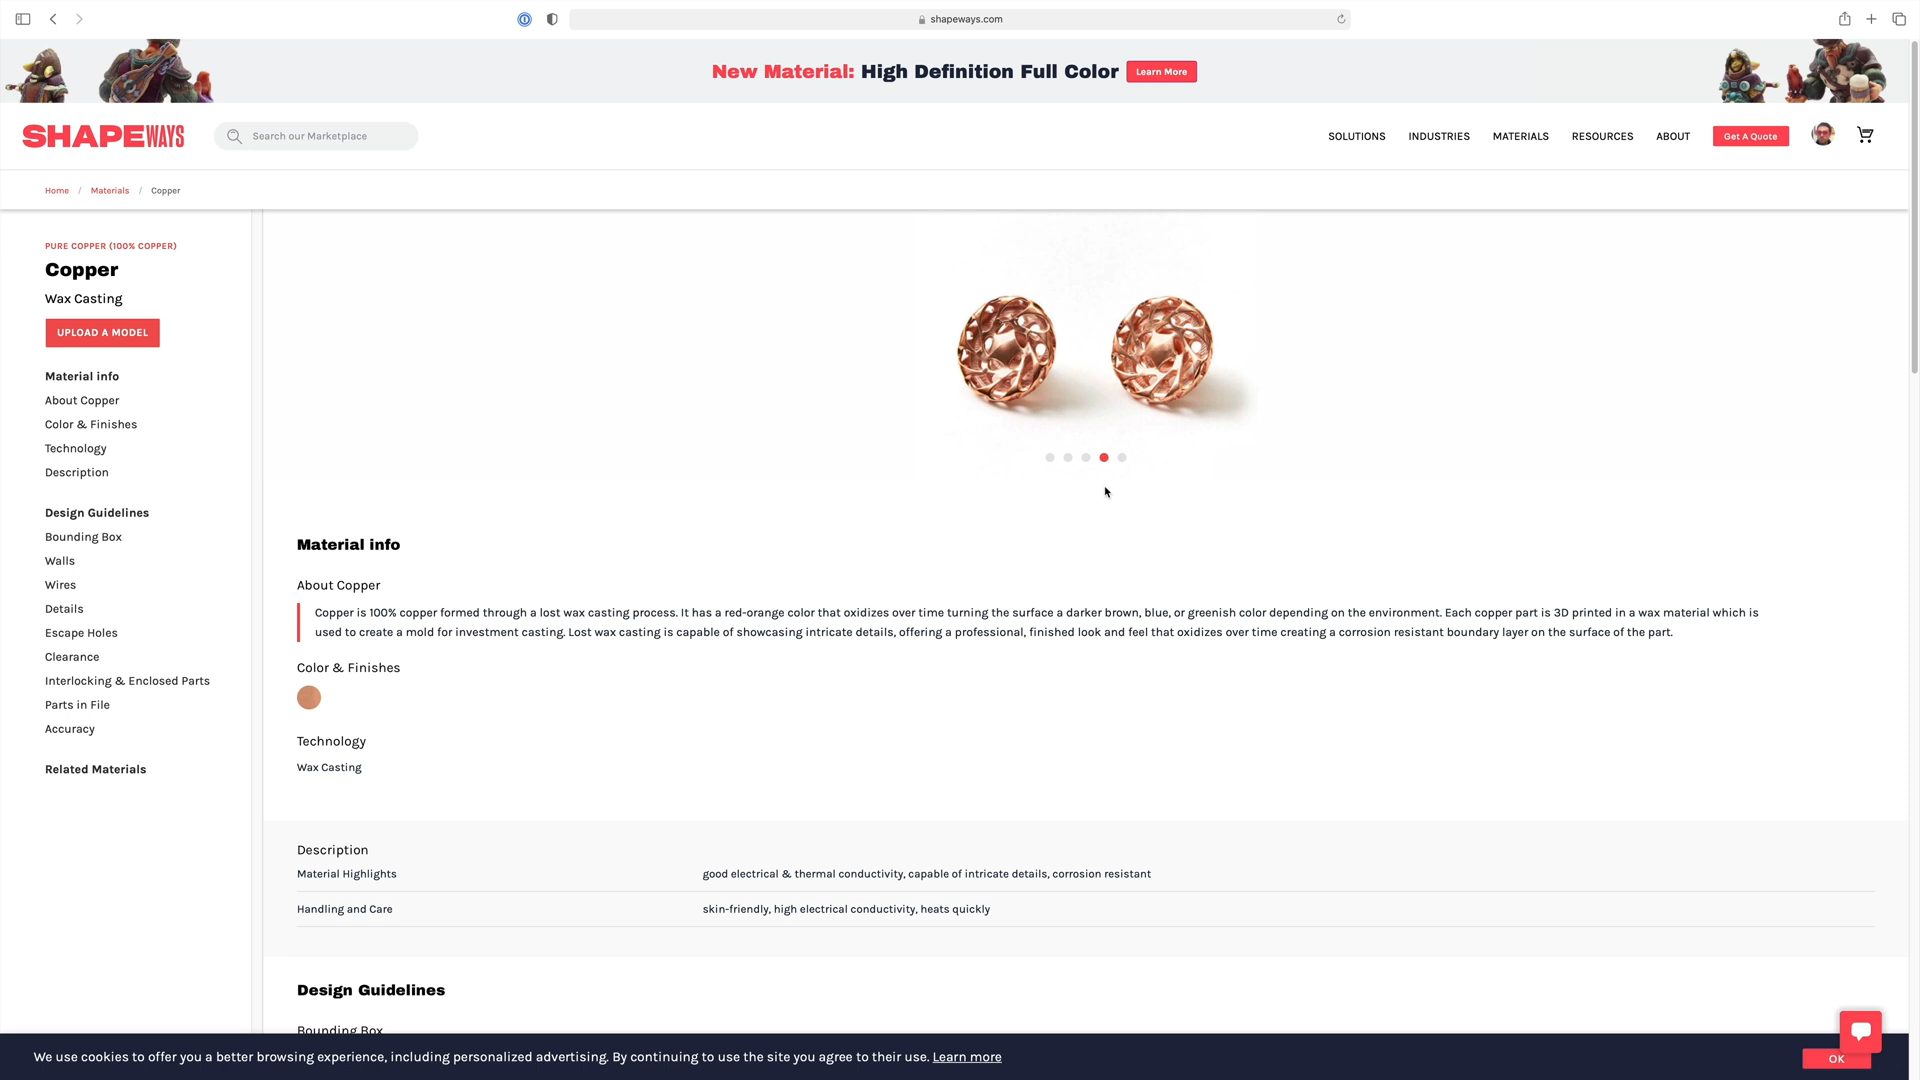 shapeways.com
New Material: High Definition Full Color
Learn More
SHAPEWAYS
Search our Marketplace
SOLUTIONS
INDUSTRIES
MATERIALS
RESOURCES
ABOUT
Get A Quote
Home / Materials / Copper
PURE COPPER (100% COPPER)
Copper
Wax Casting
UPLOAD A MODEL
Material info
About Copper
Color & Finishes
Technology
Description
Design Guidelines
Bounding Box
Walls
Wires
Details
Escape Holes
Clearance
Interlocking & Enclosed Parts
Parts in File
Accuracy
Related Materials
Material info
About Copper
Copper is 100% copper formed through a lost wax casting process. It has a red-orange color that oxidizes over time turning the surface a darker brown, blue, or greenish color depending on the environment. Each copper part is 3D printed in a wax material which is
used to create a mold for investment casting. Lost wax casting is capable of showcasing intricate details, offering a professional, finished look and feel that oxidizes over time creating a corrosion resistant boundary layer on the surface of the part.
Color & Finishes
Technology
Wax Casting
Description
Material Highlights
good electrical & thermal conductivity, capable of intricate details, corrosion resistant
Handling and Care
skin-friendly, high electrical conductivity, heats quickly
Design Guidelines
Bounding Box
We use cookies to offer you a better browsing experience, including personalized advertising. By continuing to use the site you agree to their use. Learn more
OK